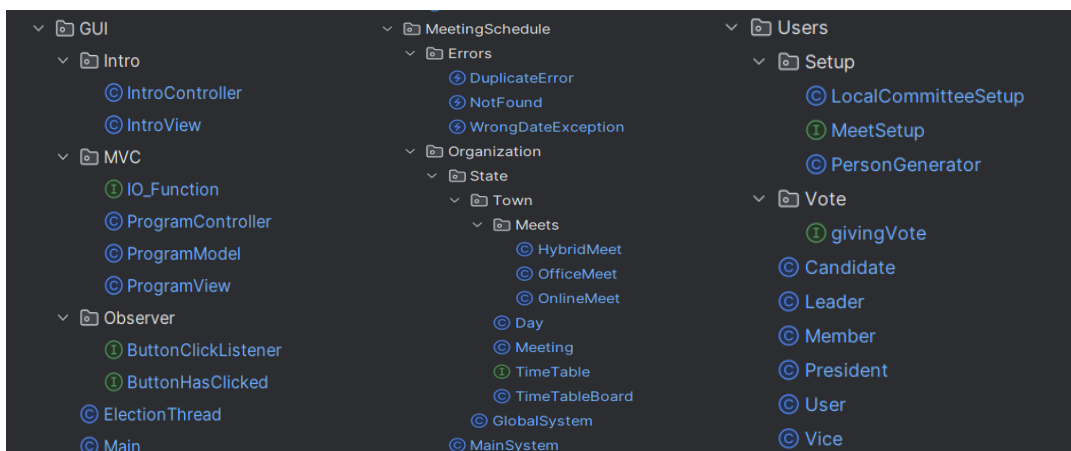 GUI
Intro
IntroController
IntroView
MVC
IO_Function
ProgramController
ProgramModel
ProgramView
Observer
ButtonClickListener
ButtonHasClicked
ElectionThread
Main
MeetingSchedule
Errors
DuplicateError
NotFound
WrongDateException
Organization
State
Town
Meets
HybridMeet
OfficeMeet
OnlineMeet
Day
Meeting
TimeTable
TimeTableBoard
GlobalSystem
MainSystem
Users
Setup
LocalCommitteeSetup
MeetSetup
PersonGenerator
Vote
givingVote
Candidate
Leader
Member
President
User
Vice